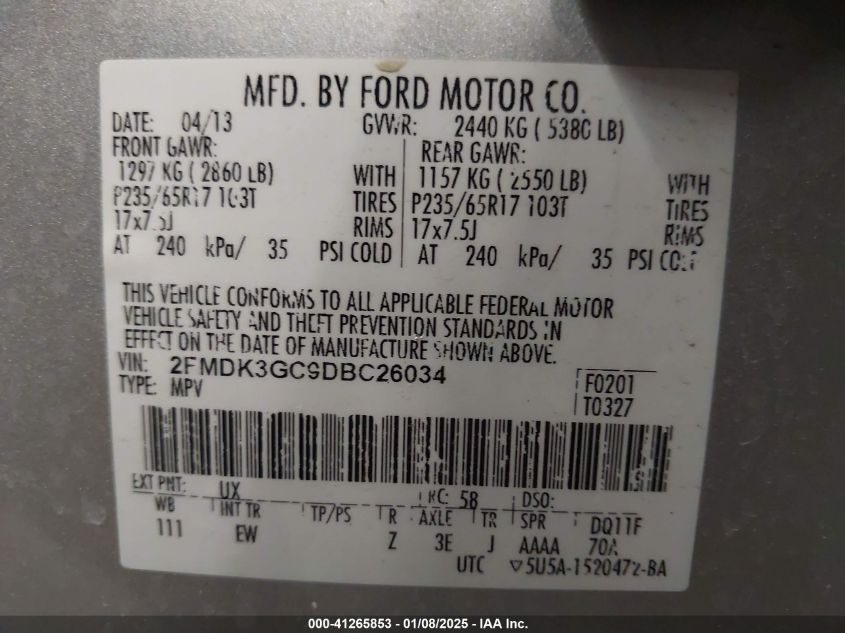 MFD. BY FORD MOTOR CO.
DATE: 04/13 GVWR: 2440 KG ( 5380 LB)
FRONT GAWR: REAR GAWR:
1297 KG ( 2860 LB) WITH 1157 KG ( 2550 LB) WITH
P235/65R17 103T TIRES P235/65R17 103T TIRES
17x7.5J RIMS 17x7.5J RIMS
AT 240 kPa/ 35 PSI COLD AT 240 kPa/ 35 PSI COLD
THIS VEHICLE CONFORMS TO ALL APPLICABLE FEDERAL MOTOR
VEHICLE SAFETY AND THEFT PREVENTION STANDARDS IN
EFFECT ON THE DATE OF MANUFACTURE SHOWN ABOVE.
VIN: 2FMDK3GC9DBC26034 F0201
TYPE: MPV T0327
EXT PNT: UX RC: 58 DSO:
WB INT TR TP/PS R AXLE TR SPR DQ11F
111 EW Z 3E J AAAA 70A
UTC ▽5U5A-1520472-BA
000-41265853 - 01/08/2025 - IAA Inc.